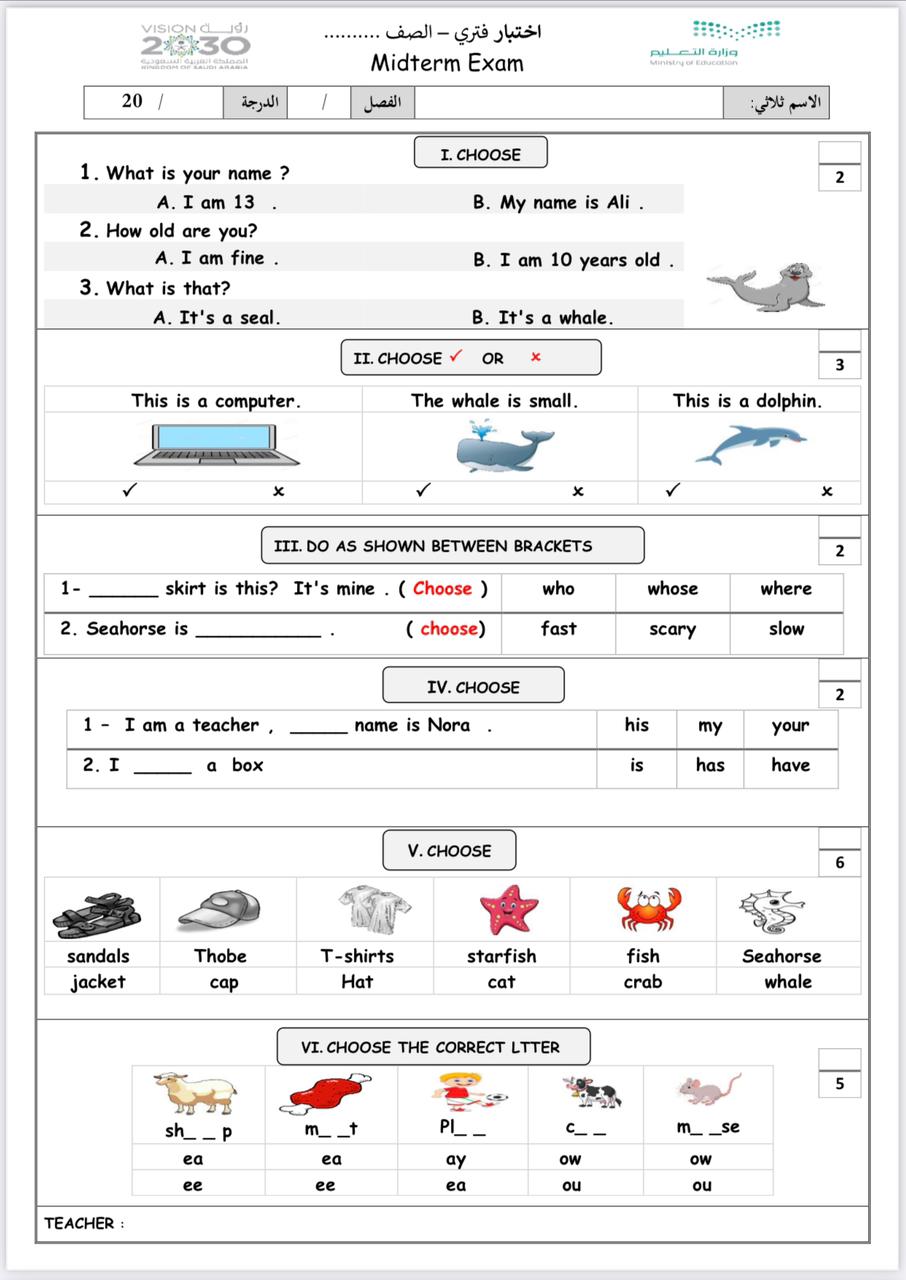 رؤيــة VISION
2030
المملكة العربية السعودية
KINGDOM OF SAUDI ARABIA
اختبار فتري – الصف ..........
Midterm Exam
وزارة التعـــليم
Ministry of Education
الاسم ثلاثي: الفصل / الدرجة / 20
I. CHOOSE
2
1. What is your name ?
A. I am 13 . B. My name is Ali .
2. How old are you?
A. I am fine . B. I am 10 years old .
3. What is that?
A. It's a seal. B. It's a whale.
II. CHOOSE ✓ OR ×
3
This is a computer. The whale is small. This is a dolphin.
✓ × ✓ × ✓ ×
III. DO AS SHOWN BETWEEN BRACKETS
2
1- ______ skirt is this? It's mine . ( Choose ) who whose where
2. Seahorse is ___________ . ( choose) fast scary slow
IV. CHOOSE
2
1 - I am a teacher , _____ name is Nora . his my your
2. I _____ a box is has have
V. CHOOSE
6
sandals Thobe T-shirts starfish fish Seahorse
jacket cap Hat cat crab whale
VI. CHOOSE THE CORRECT LTTER
5
sh_ _ p m_ _t Pl_ _ c_ _ m_ _se
ea ea ay ow ow
ee ee ea ou ou
TEACHER :